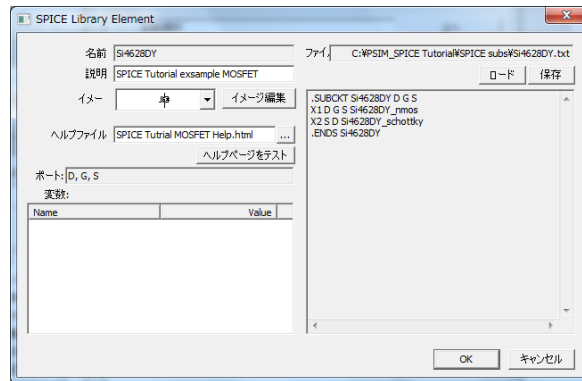 SPICE Library Element
名前 Si4628DY
説明 SPICE Tutorial exsample MOSFET
イメー イメージ編集
ヘルプファイル SPICE Tutrial MOSFET Help.html ...
ヘルプページをテスト
ポート: D, G, S
変数:
Name Value
ファイ C:¥PSIM_SPICE Tutorial¥SPICE subs¥Si4628DY.txt
ロード 保存
.SUBCKT Si4628DY D G S
X1 D G S Si4628DY_nmos
X2 S D Si4628DY_schottky
.ENDS Si4628DY
OK キャンセル